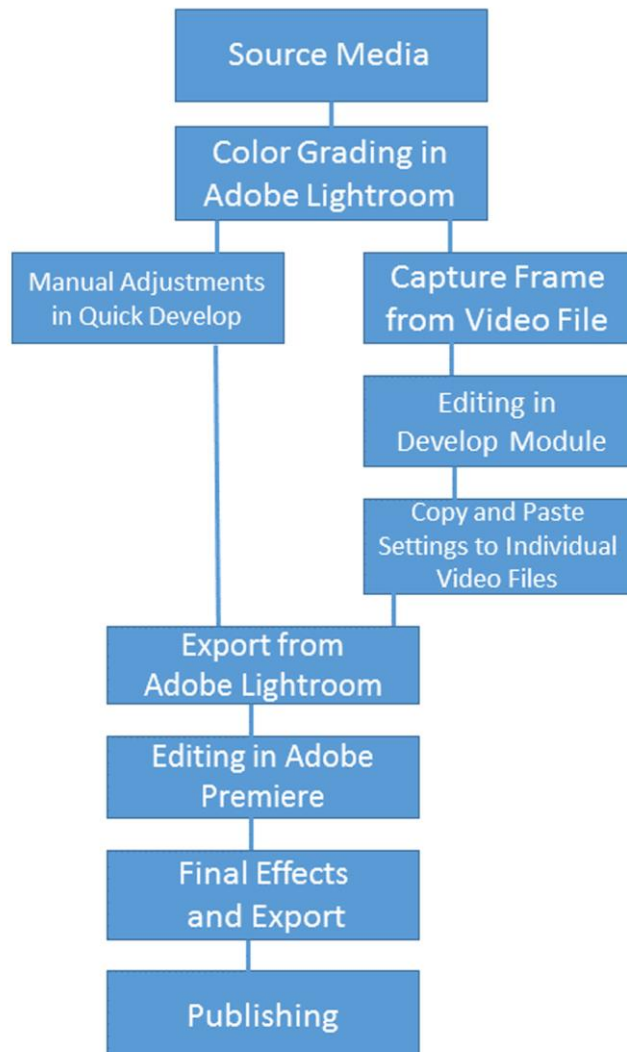 Source Media
Color Grading in
Adobe Lightroom
Manual Adjustments
in Quick Develop
Capture Frame
from Video File
Editing in
Develop Module
Copy and Paste
Settings to Individual
Video Files
Export from
Adobe Lightroom
Editing in Adobe
Premiere
Final Effects
and Export
Publishing